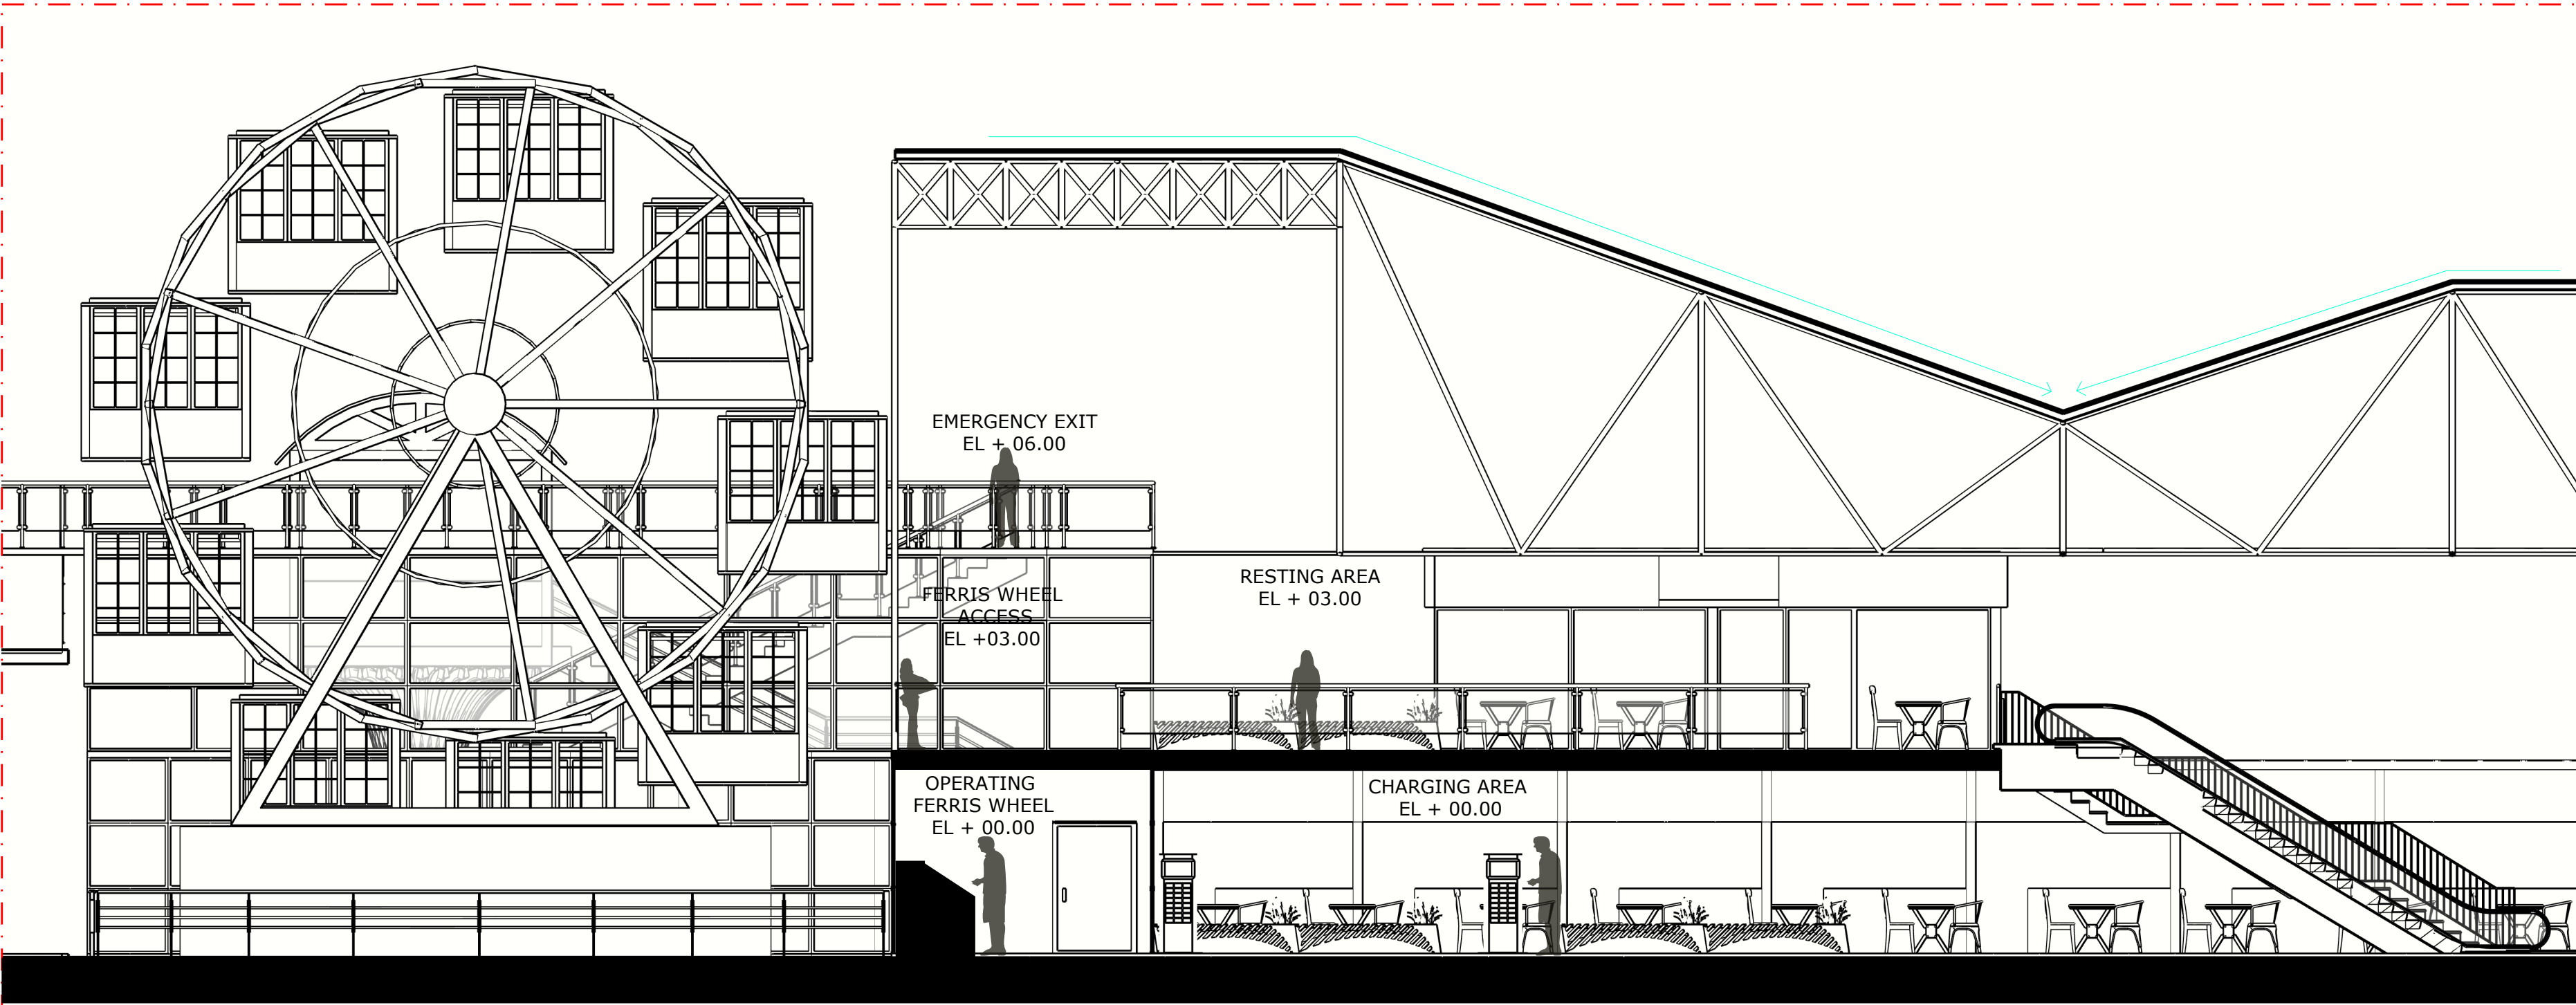 EMERGENCY EXIT
EL + 06.00
FERRIS WHEEL
ACCESS
EL +03.00
RESTING AREA
EL + 03.00
OPERATING
FERRIS WHEEL
EL + 00.00
CHARGING AREA
EL + 00.00